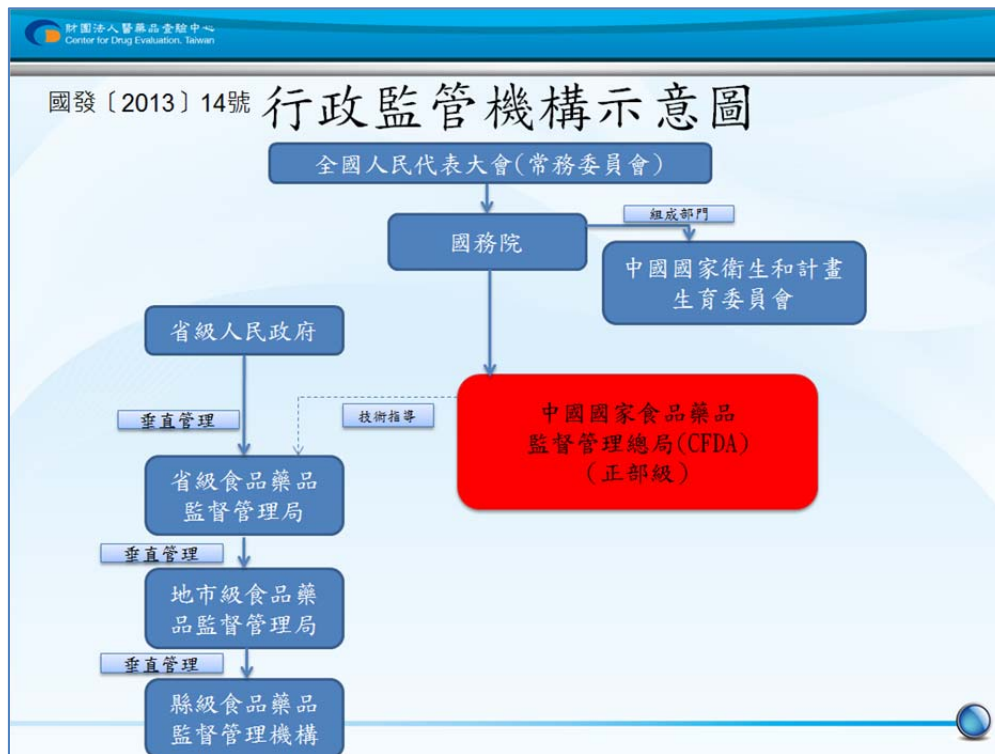 財團法人醫藥品查驗中心
Center for Drug Evaluation, Taiwan
國發〔2013〕14號 行政監管機構示意圖
全國人民代表大會(常務委員會)
組成部門
國務院
中國國家衛生和計畫
生育委員會
省級人民政府
垂直管理
技術指導
中國國家食品藥品
監督管理總局(CFDA)
(正部級)
省級食品藥品
監督管理局
垂直管理
地市級食品藥
品監督管理局
垂直管理
縣級食品藥品
監督管理機構